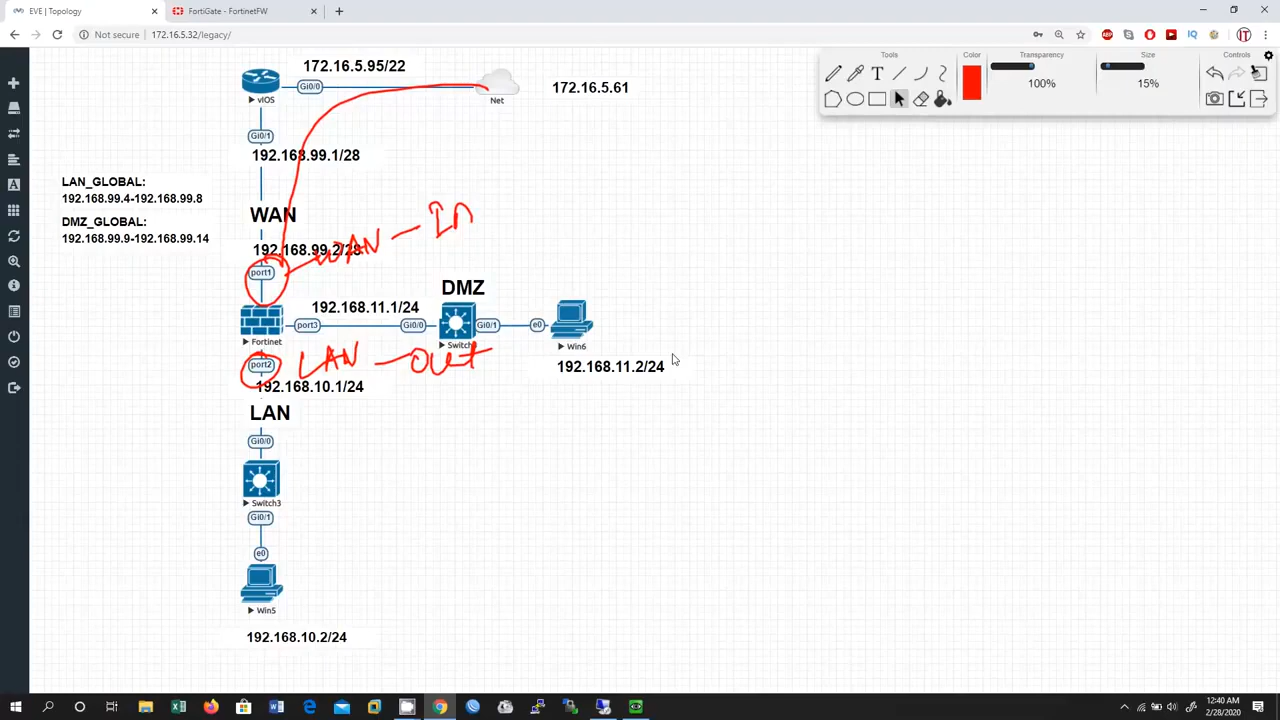 EVE | Topology
FortiGate - FortinetFW
Not secure | 172.16.5.32/legacy/
Tools
Color
Transparency
Size
Controls
100%
15%
172.16.5.95/22
Gi0/0
vIOS
Net
172.16.5.61
Gi0/1
192.168.99.1/28
LAN_GLOBAL:
192.168.99.4-192.168.99.8
DMZ_GLOBAL:
192.168.99.9-192.168.99.14
WAN
192.168.99.2/28
WAN - In
port1
DMZ
192.168.11.1/24
port3
Gi0/0
Gi0/1
e0
Fortinet
Switch
Win6
192.168.11.2/24
port2
LAN - out
192.168.10.1/24
LAN
Gi0/0
Switch3
Gi0/1
e0
Win5
192.168.10.2/24
12:40 AM
2/28/2020